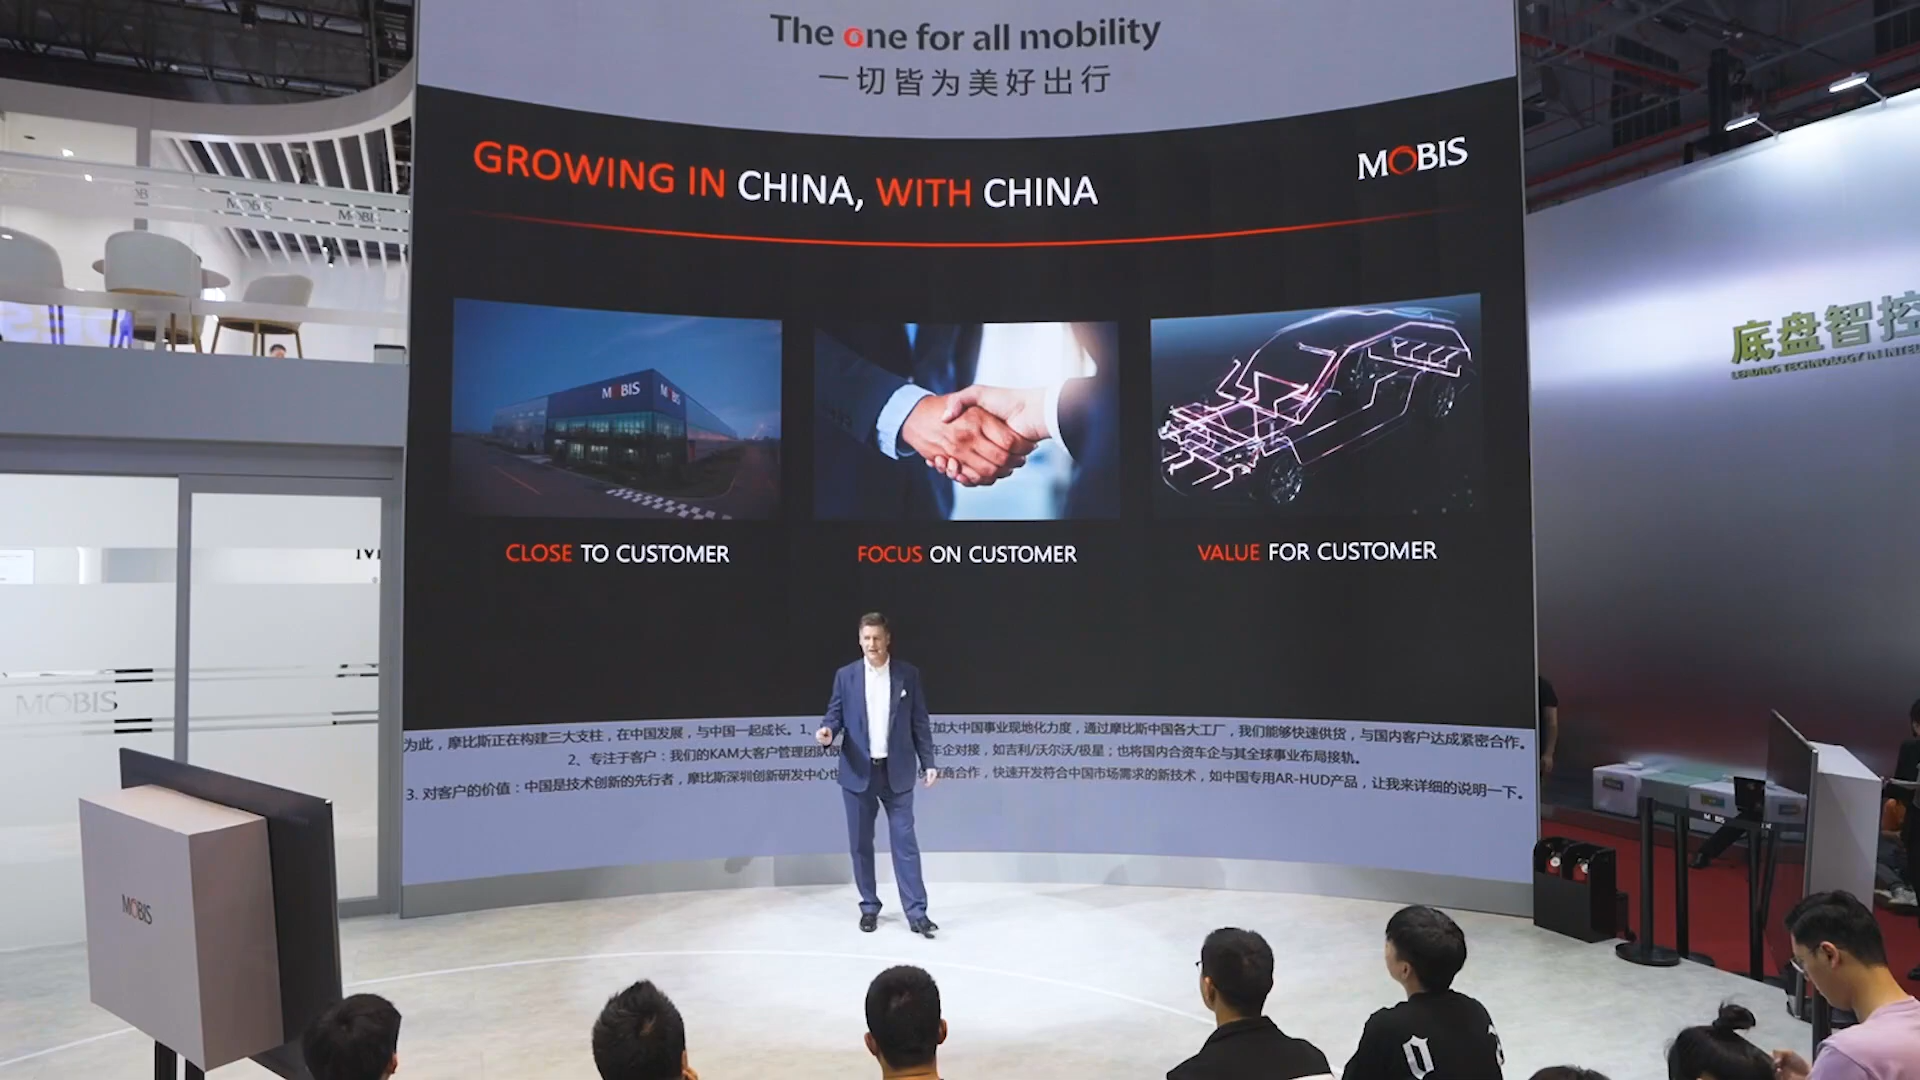 The one for all mobility
一切皆为美好出行
GROWING IN CHINA, WITH CHINA
MOBIS
MOBIS
MOBIS
MOBIS
MOBIS
CLOSE TO CUSTOMER
FOCUS ON CUSTOMER
VALUE FOR CUSTOMER
底盘智控
LEADING TECHNOLOGY IN INTE
MOBIS
为此，摩比斯正在构建三大支柱，在中国发展，与中国一起成长。1、 加大中国事业现地化力度，通过摩比斯中国各大工厂，我们能够快速供货，与国内客户达成紧密合作。
2、专注于客户：我们的KAM大客户管理团队 车企对接，如吉利/沃尔沃/极星；也将国内合资车企与其全球事业布局接轨。
3. 对客户的价值：中国是技术创新的先行者，摩比斯深圳创新研发中心也 应商合作，快速开发符合中国市场需求的新技术，如中国专用AR-HUD产品，让我来详细的说明一下。
MOBIS
MOBIS